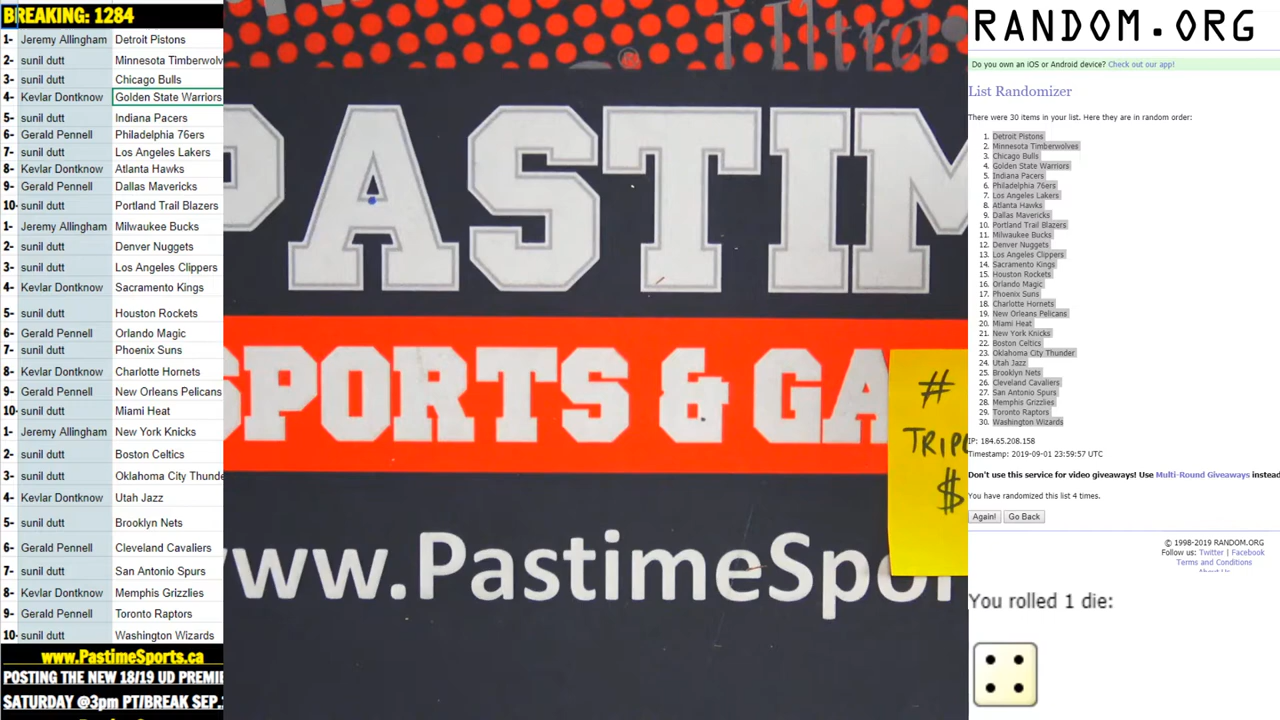 BREAKING: 1284
1- Jeremy Allingham Detroit Pistons
2- sunil dutt Minnesota Timberwolv
3- sunil dutt Chicago Bulls
4- Kevlar Dontknow Golden State Warriors
5- sunil dutt Indiana Pacers
6- Gerald Pennell Philadelphia 76ers
7- sunil dutt Los Angeles Lakers
8- Kevlar Dontknow Atlanta Hawks
9- Gerald Pennell Dallas Mavericks
10- sunil dutt Portland Trail Blazers
1- Jeremy Allingham Milwaukee Bucks
2- sunil dutt Denver Nuggets
3- sunil dutt Los Angeles Clippers
4- Kevlar Dontknow Sacramento Kings
5- sunil dutt Houston Rockets
6- Gerald Pennell Orlando Magic
7- sunil dutt Phoenix Suns
8- Kevlar Dontknow Charlotte Hornets
9- Gerald Pennell New Orleans Pelicans
10- sunil dutt Miami Heat
1- Jeremy Allingham New York Knicks
2- sunil dutt Boston Celtics
3- sunil dutt Oklahoma City Thunde
4- Kevlar Dontknow Utah Jazz
5- sunil dutt Brooklyn Nets
6- Gerald Pennell Cleveland Cavaliers
7- sunil dutt San Antonio Spurs
8- Kevlar Dontknow Memphis Grizzlies
9- Gerald Pennell Toronto Raptors
10- sunil dutt Washington Wizards
www.PastimeSports.ca
POSTING THE NEW 18/19 UD PREMIE
SATURDAY @3pm PT/BREAK SEP.
Ultra
®
PASTIM
SPORTS & GA
www.PastimeSpor
#
TRIPL
$
RANDOM.ORG
Do you own an iOS or Android device? Check out our app!
List Randomizer
There were 30 items in your list. Here they are in random order:
1. Detroit Pistons
2. Minnesota Timberwolves
3. Chicago Bulls
4. Golden State Warriors
5. Indiana Pacers
6. Philadelphia 76ers
7. Los Angeles Lakers
8. Atlanta Hawks
9. Dallas Mavericks
10. Portland Trail Blazers
11. Milwaukee Bucks
12. Denver Nuggets
13. Los Angeles Clippers
14. Sacramento Kings
15. Houston Rockets
16. Orlando Magic
17. Phoenix Suns
18. Charlotte Hornets
19. New Orleans Pelicans
20. Miami Heat
21. New York Knicks
22. Boston Celtics
23. Oklahoma City Thunder
24. Utah Jazz
25. Brooklyn Nets
26. Cleveland Cavaliers
27. San Antonio Spurs
28. Memphis Grizzlies
29. Toronto Raptors
30. Washington Wizards
IP: 184.65.208.158
Timestamp: 2019-09-01 23:59:57 UTC
Don't use this service for video giveaways! Use Multi-Round Giveaways instead
You have randomized this list 4 times.
Again! Go Back
© 1998-2019 RANDOM.ORG
Follow us: Twitter | Facebook
Terms and Conditions
About Us
You rolled 1 die: